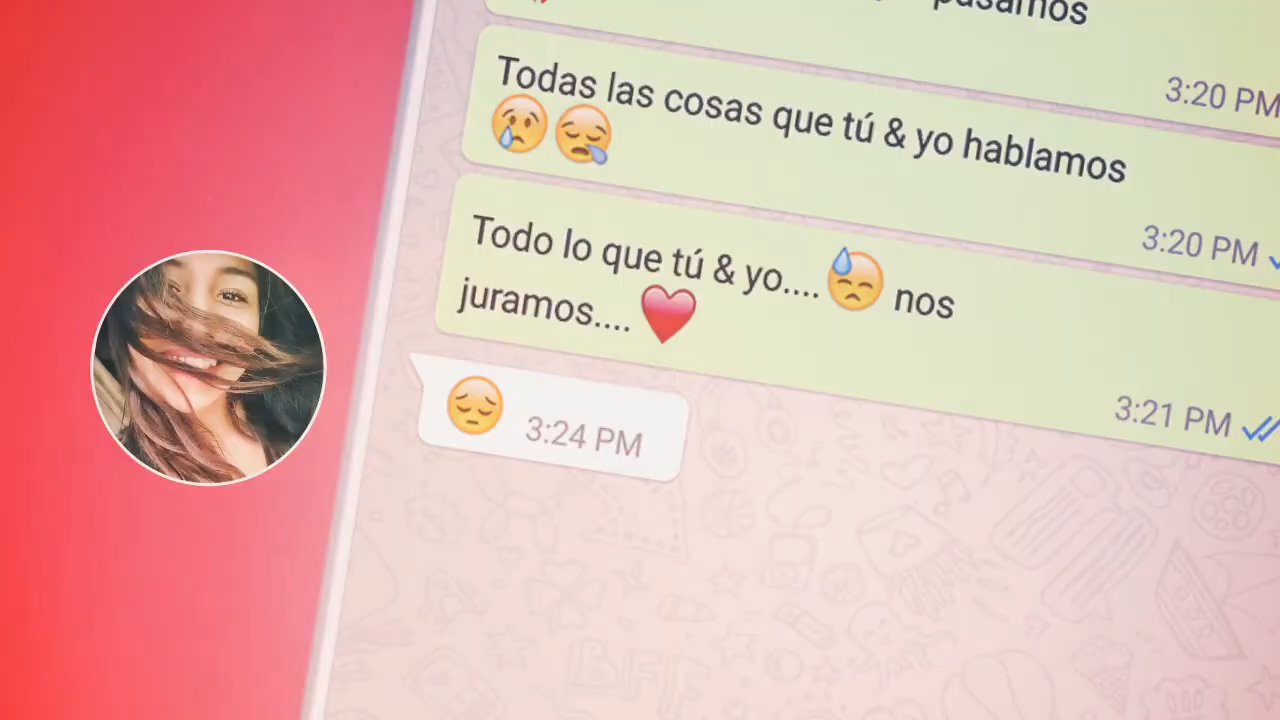 pasamos
3:20 PM
Todas las cosas que tú & yo hablamos
😢😪
3:20 PM
Todo lo que tú & yo....😓 nos
juramos.... ❤️
3:21 PM
😔 3:24 PM